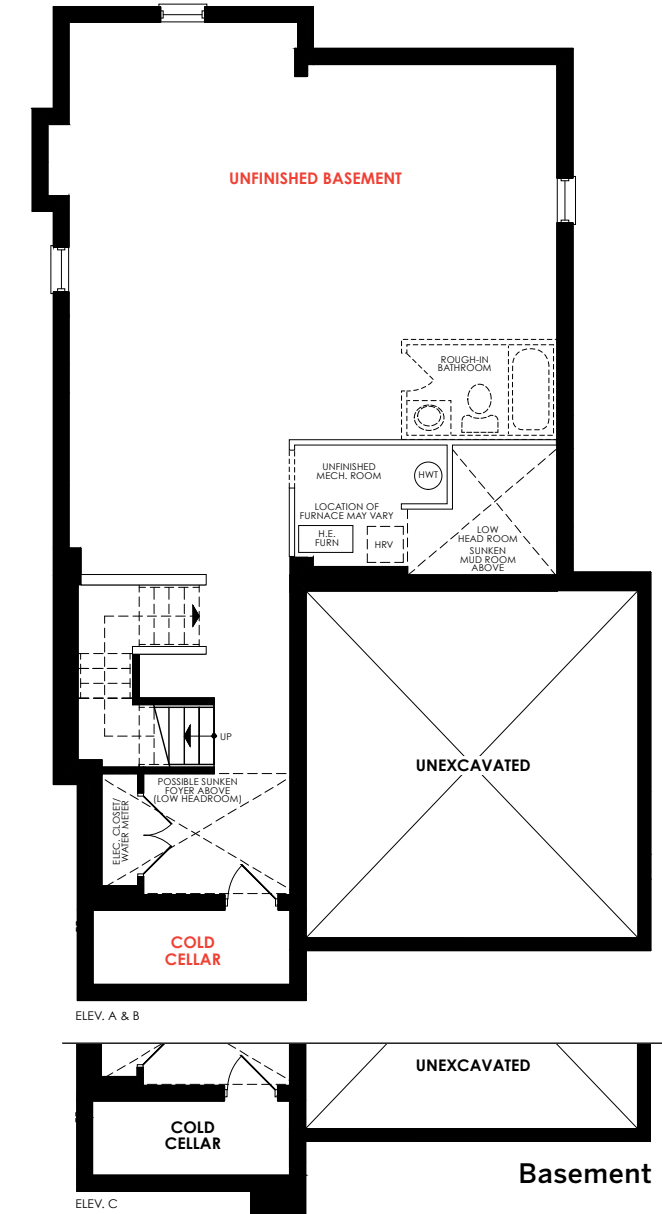 UNFINISHED BASEMENT
ROUGH-IN
BATHROOM
UNFINISHED
MECH. ROOM
HWT
LOCATION OF
FURNACE MAY VARY
H.E.
FURN
HRV
LOW
HEAD ROOM
SUNKEN
MUD ROOM
ABOVE
UP
UNEXCAVATED
POSSIBLE SUNKEN
FOYER ABOVE
(LOW HEADROOM)
ELEC. CLOSET/
WATER METER
COLD
CELLAR
ELEV. A & B
UNEXCAVATED
COLD
CELLAR
Basement
ELEV. C